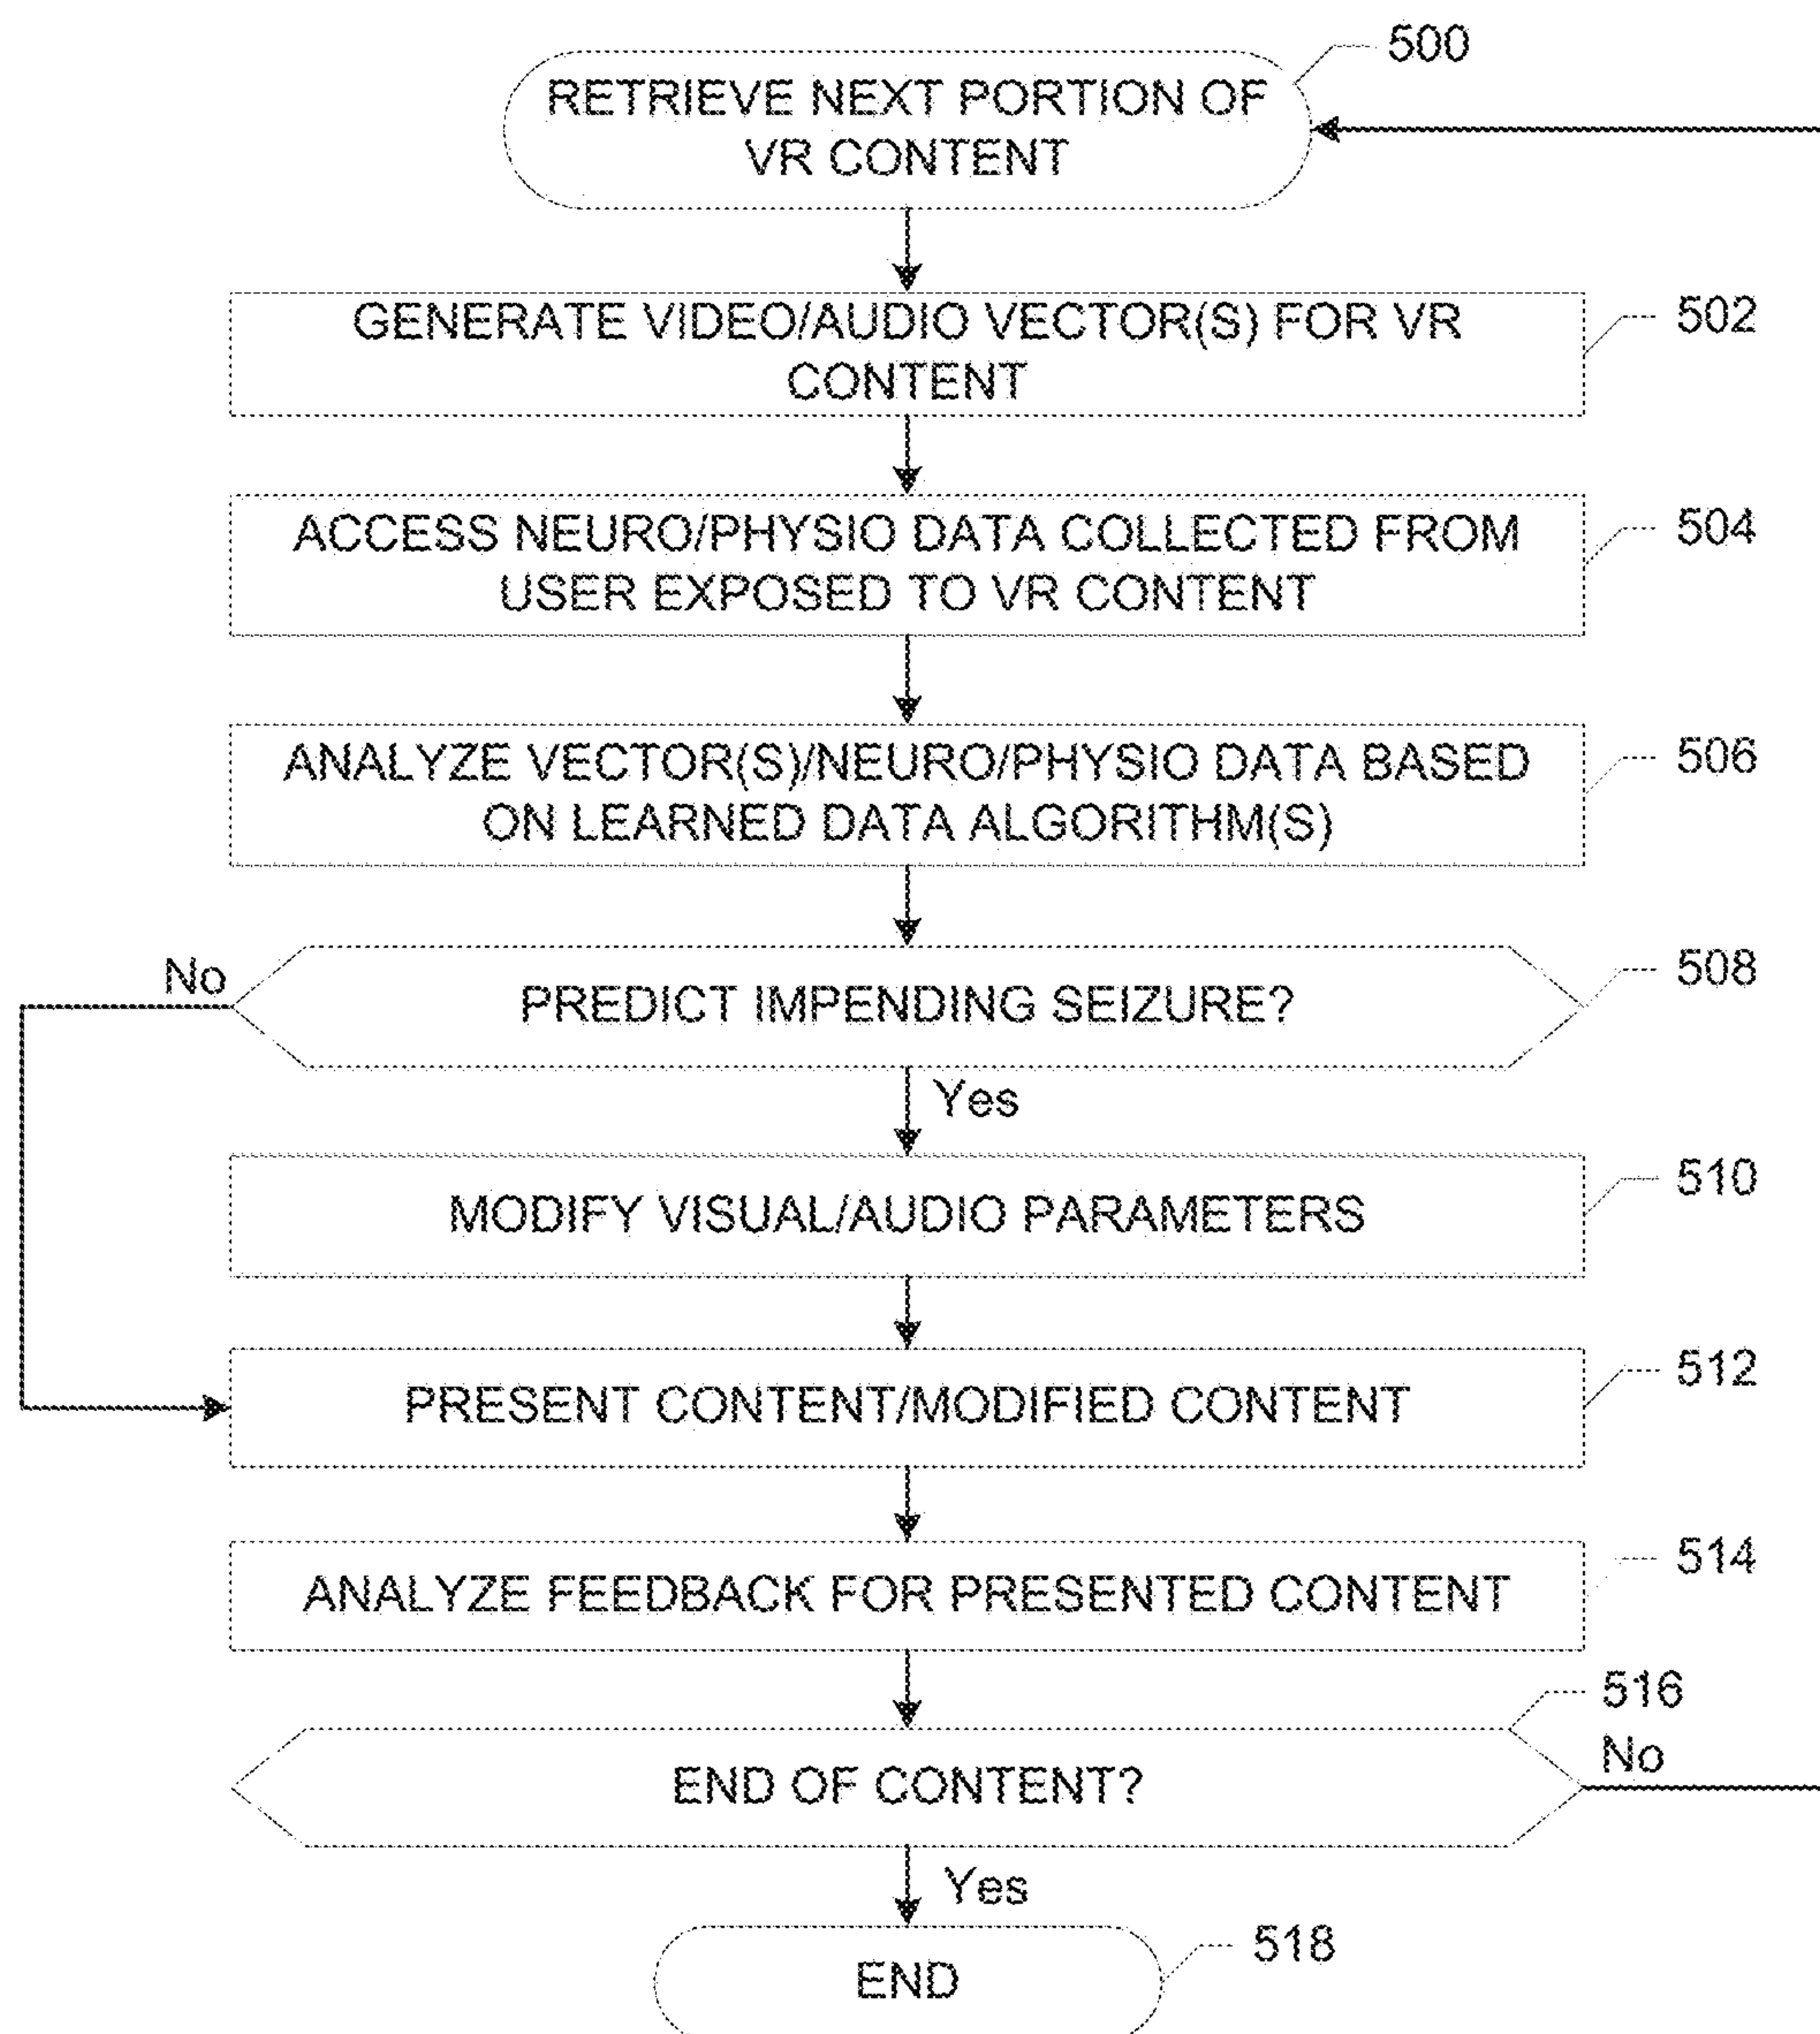 500
RETRIEVE NEXT PORTION OF
VR CONTENT
502
GENERATE VIDEO/AUDIO VECTOR(S) FOR VR
CONTENT
504
ACCESS NEURO/PHYSIO DATA COLLECTED FROM
USER EXPOSED TO VR CONTENT
506
ANALYZE VECTOR(S)/NEURO/PHYSIO DATA BASED
ON LEARNED DATA ALGORITHM(S)
508
No
PREDICT IMPENDING SEIZURE?
Yes
510
MODIFY VISUAL/AUDIO PARAMETERS
512
PRESENT CONTENT/MODIFIED CONTENT
514
ANALYZE FEEDBACK FOR PRESENTED CONTENT
516
No
END OF CONTENT?
Yes
518
END